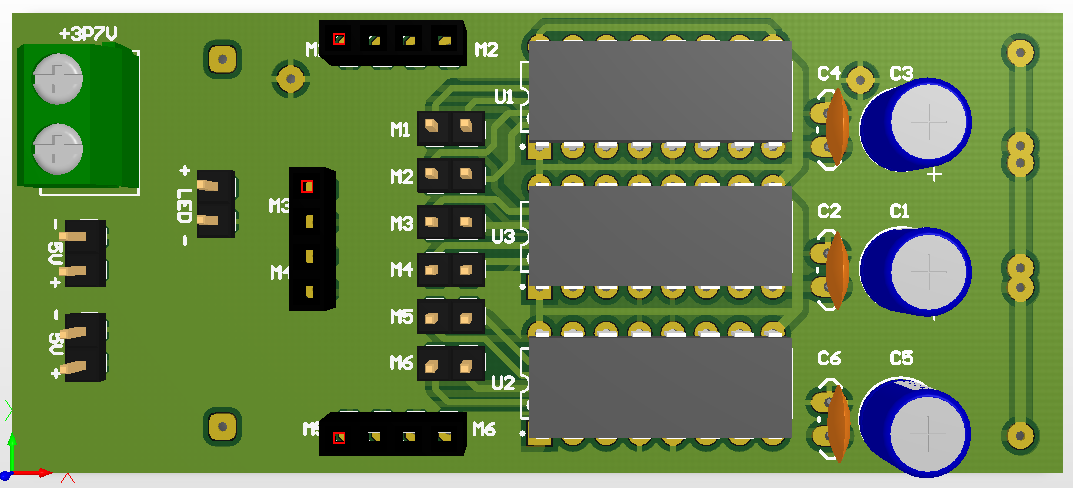 +3P7V
M1
M2
U1
C4
C3
M1
M2
+
+
LED
-
M3
M3
U3
C2
C1
-
5V
+
M4
M4
M5
-
5V
+
M6
U2
C6
C5
M5
M6